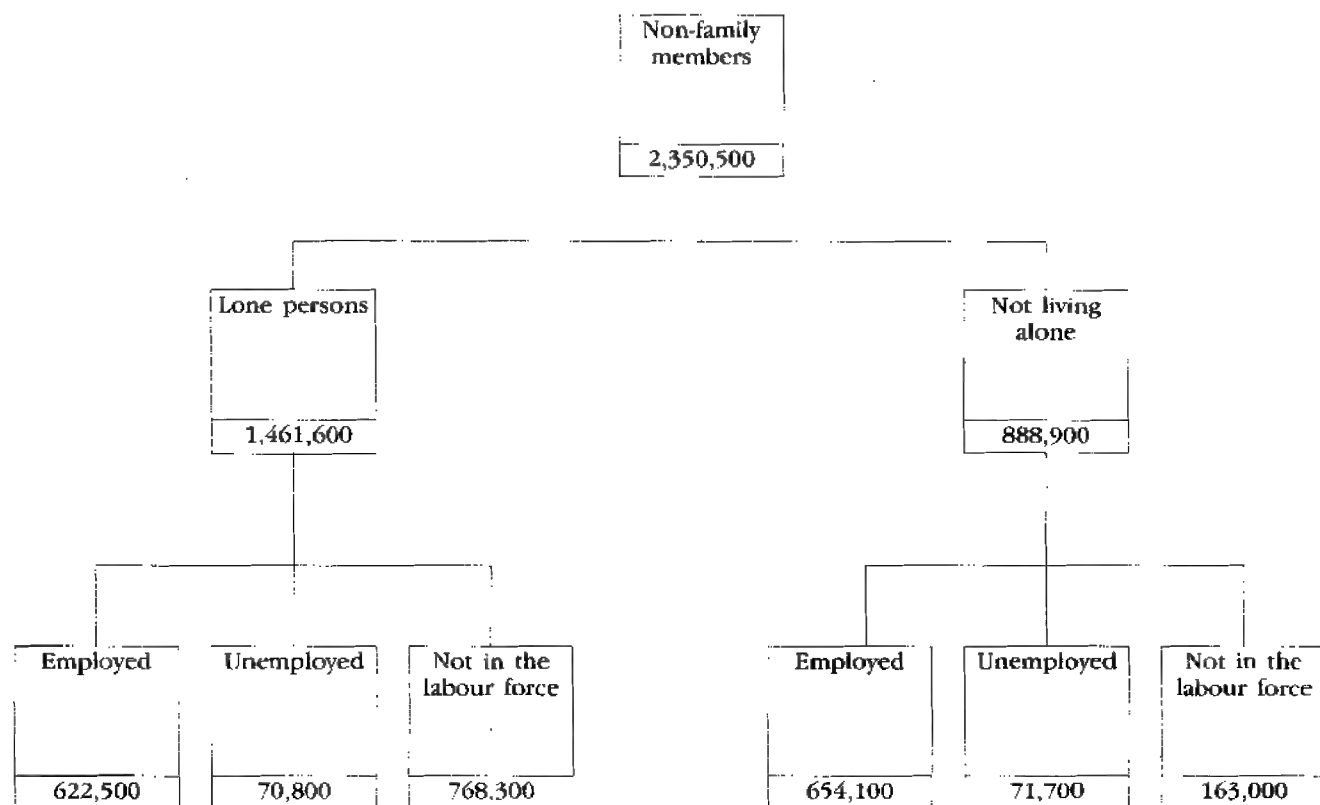 Non-family
members
2,350,500
Lone persons
1,461,600
Not living
alone
888,900
Employed
622,500
Unemployed
70,800
Not in the
labour force
768,300
Employed
654,100
Unemployed
71,700
Not in the
labour force
163,000